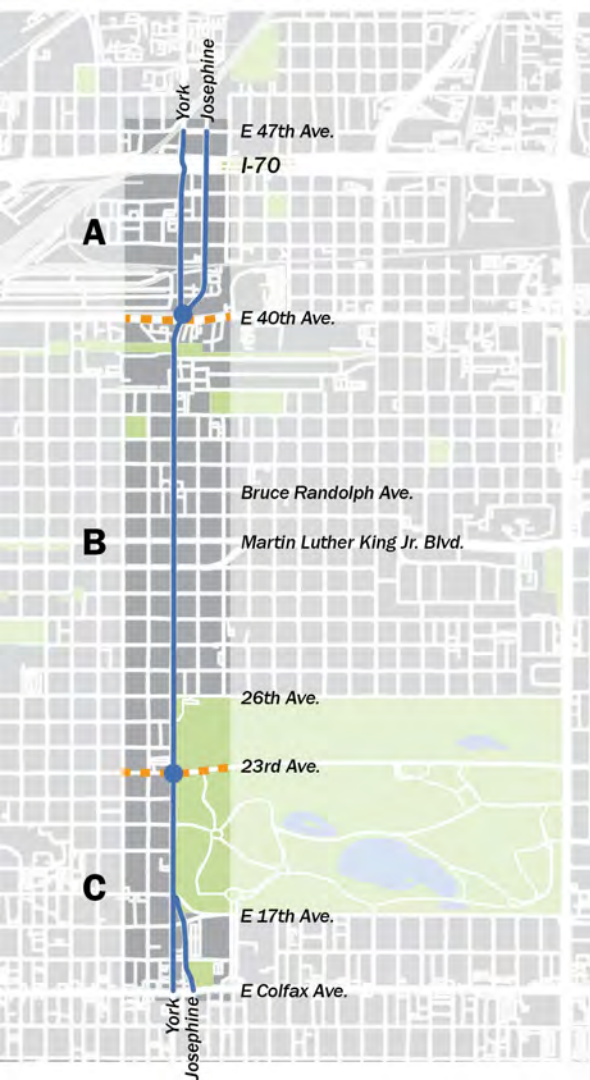 York
Josephine
E 47th Ave.
I-70
A
E 40th Ave.
Bruce Randolph Ave.
B
Martin Luther King Jr. Blvd.
26th Ave.
23rd Ave.
C
E 17th Ave.
E Colfax Ave.
York
Josephine